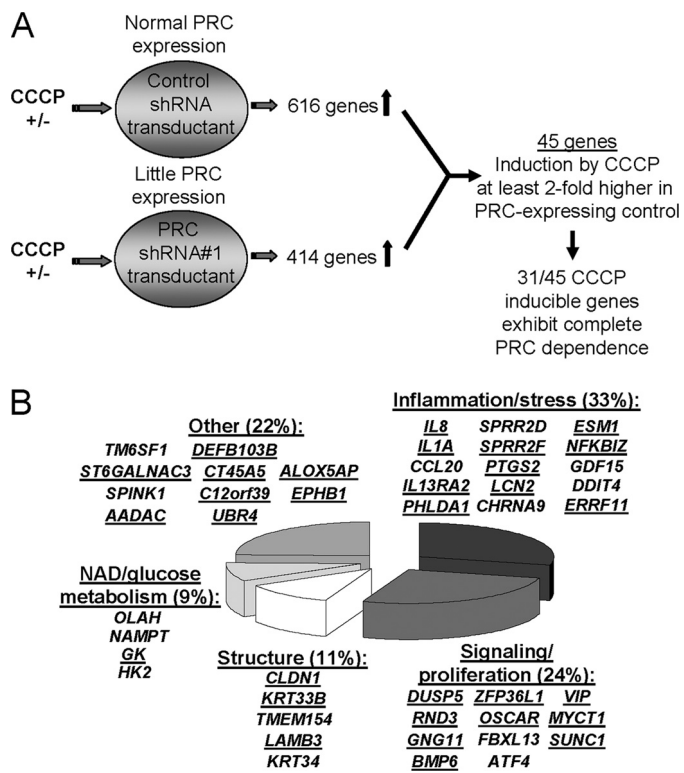 A
Normal PRC
expression
CCCP
+/-
Control
shRNA
transductant
616 genes
Little PRC
expression
CCCP
+/-
PRC
shRNA#1
transductant
414 genes
45 genes
Induction by CCCP
at least 2-fold higher in
PRC-expressing control
31/45 CCCP
inducible genes
exhibit complete
PRC dependence
B
Other (22%):
TM6SF1 DEFB103B
ST6GALNAC3 CT45A5 ALOX5AP
SPINK1 C12orf39 EPHB1
AADAC UBR4
Inflammation/stress (33%):
IL8 SPRR2D ESM1
IL1A SPRR2F NFKBIZ
CCL20 PTGS2 GDF15
IL13RA2 LCN2 DDIT4
PHLDA1 CHRNA9 ERRF11
NAD/glucose
metabolism (9%):
OLAH
NAMPT
GK
HK2
Structure (11%):
CLDN1
KRT33B
TMEM154
LAMB3
KRT34
Signaling/
proliferation (24%):
DUSP5 ZFP36L1 VIP
RND3 OSCAR MYCT1
GNG11 FBXL13 SUNC1
BMP6 ATF4